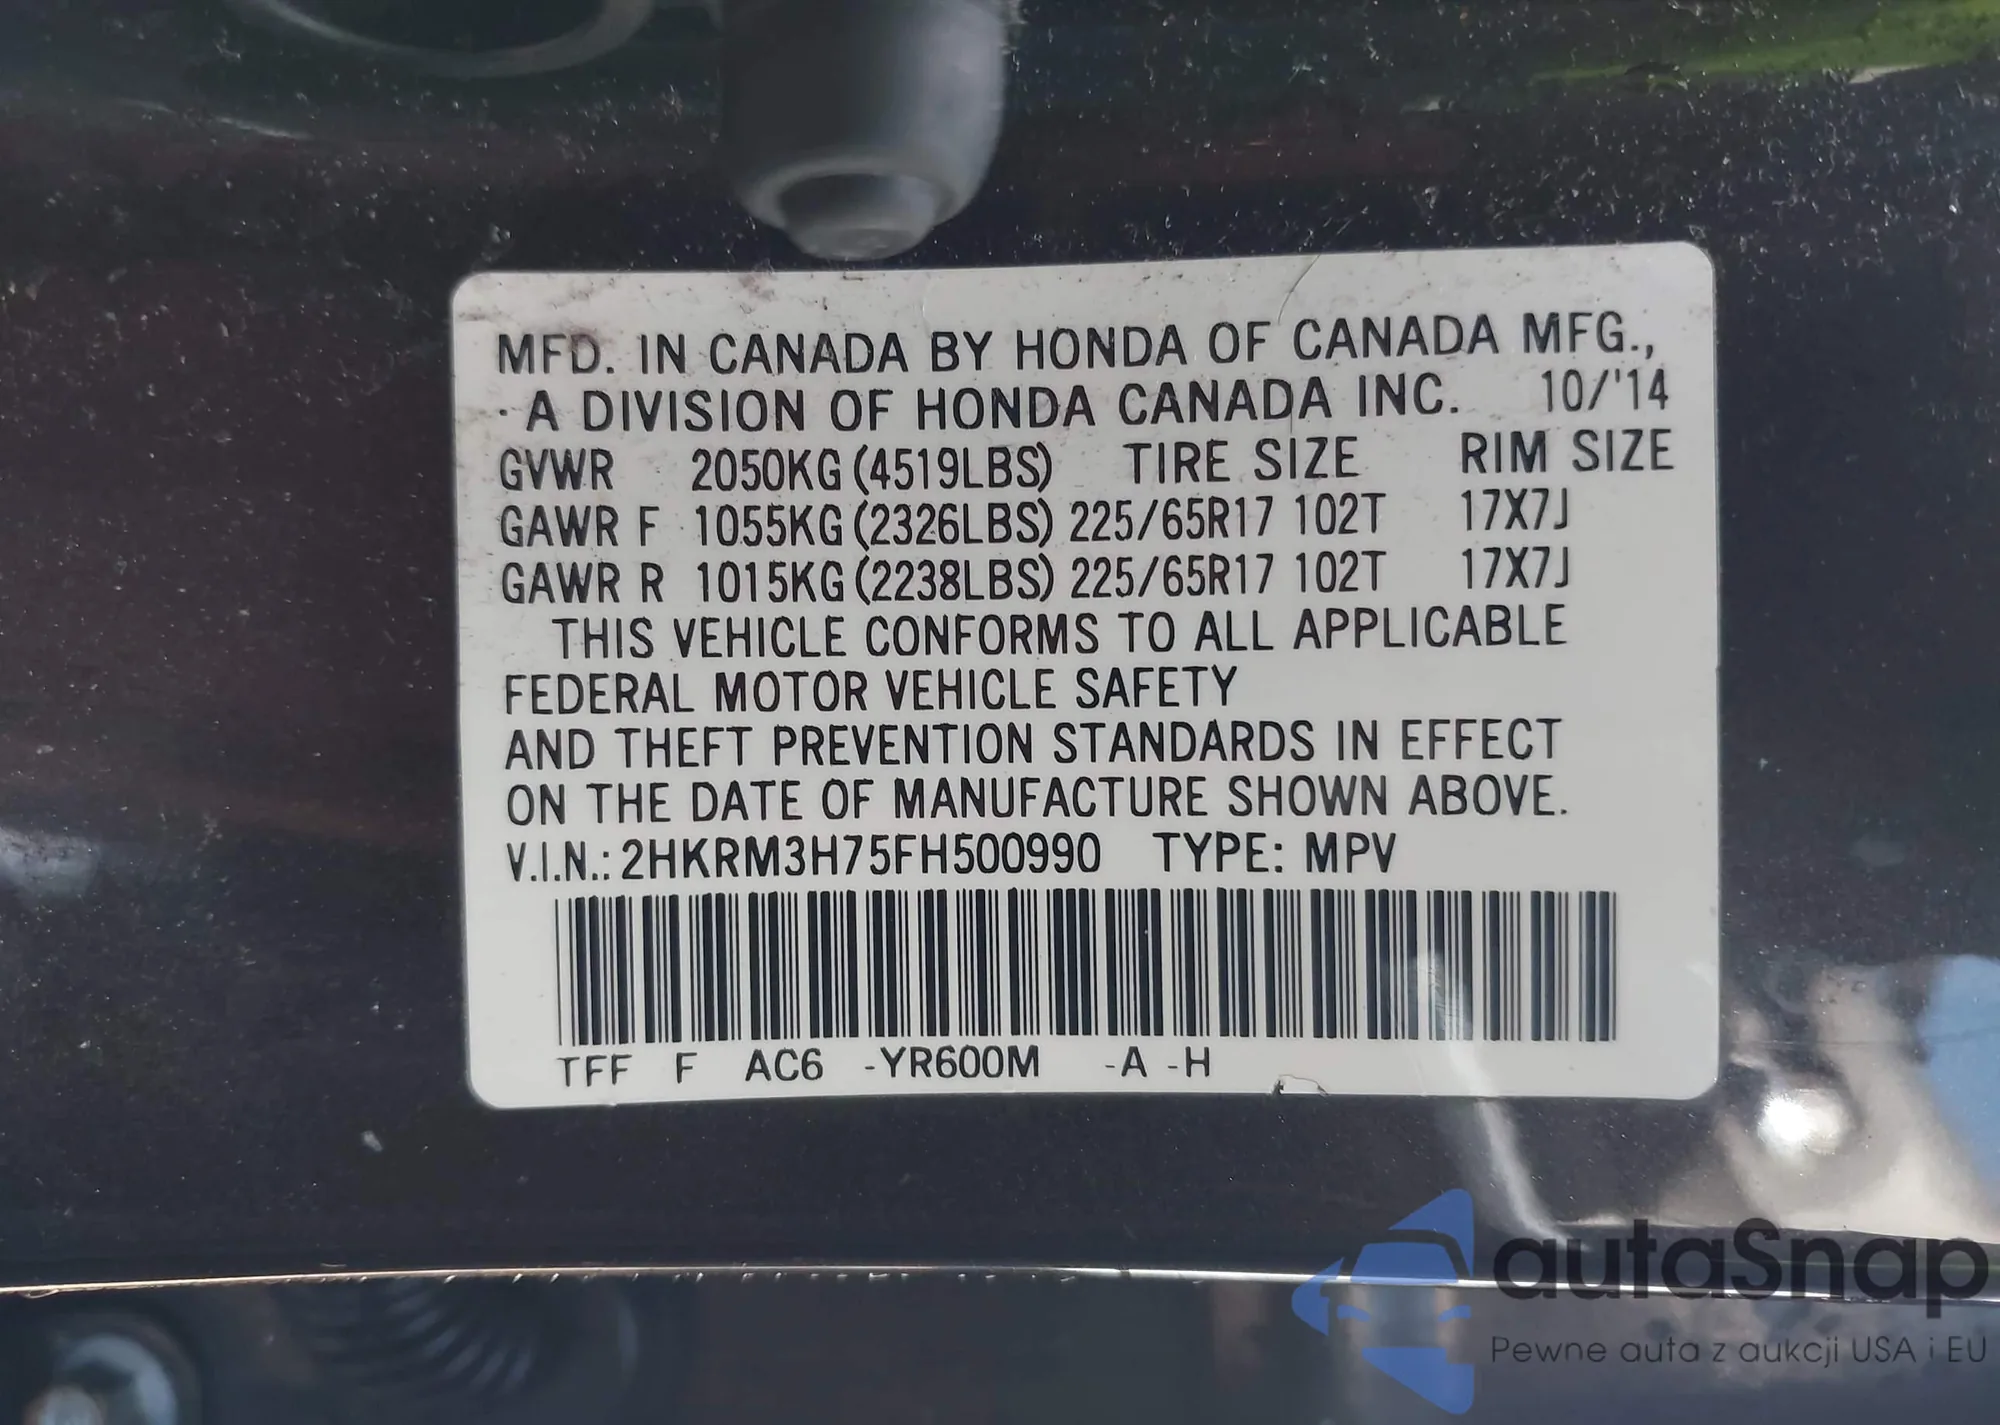 MFD. IN CANADA BY HONDA OF CANADA MFG.,
A DIVISION OF HONDA CANADA INC. 10/'14
GVWR 2050KG (4519LBS) TIRE SIZE RIM SIZE
GAWR F 1055KG (2326LBS) 225/65R17 102T 17X7J
GAWR R 1015KG (2238LBS) 225/65R17 102T 17X7J
THIS VEHICLE CONFORMS TO ALL APPLICABLE
FEDERAL MOTOR VEHICLE SAFETY
AND THEFT PREVENTION STANDARDS IN EFFECT
ON THE DATE OF MANUFACTURE SHOWN ABOVE.
V.I.N.: 2HKRM3H75FH500990 TYPE: MPV
TFF F AC6 -YR600M -A -H
autaSnap
Pewne auta z aukcji USA i EU